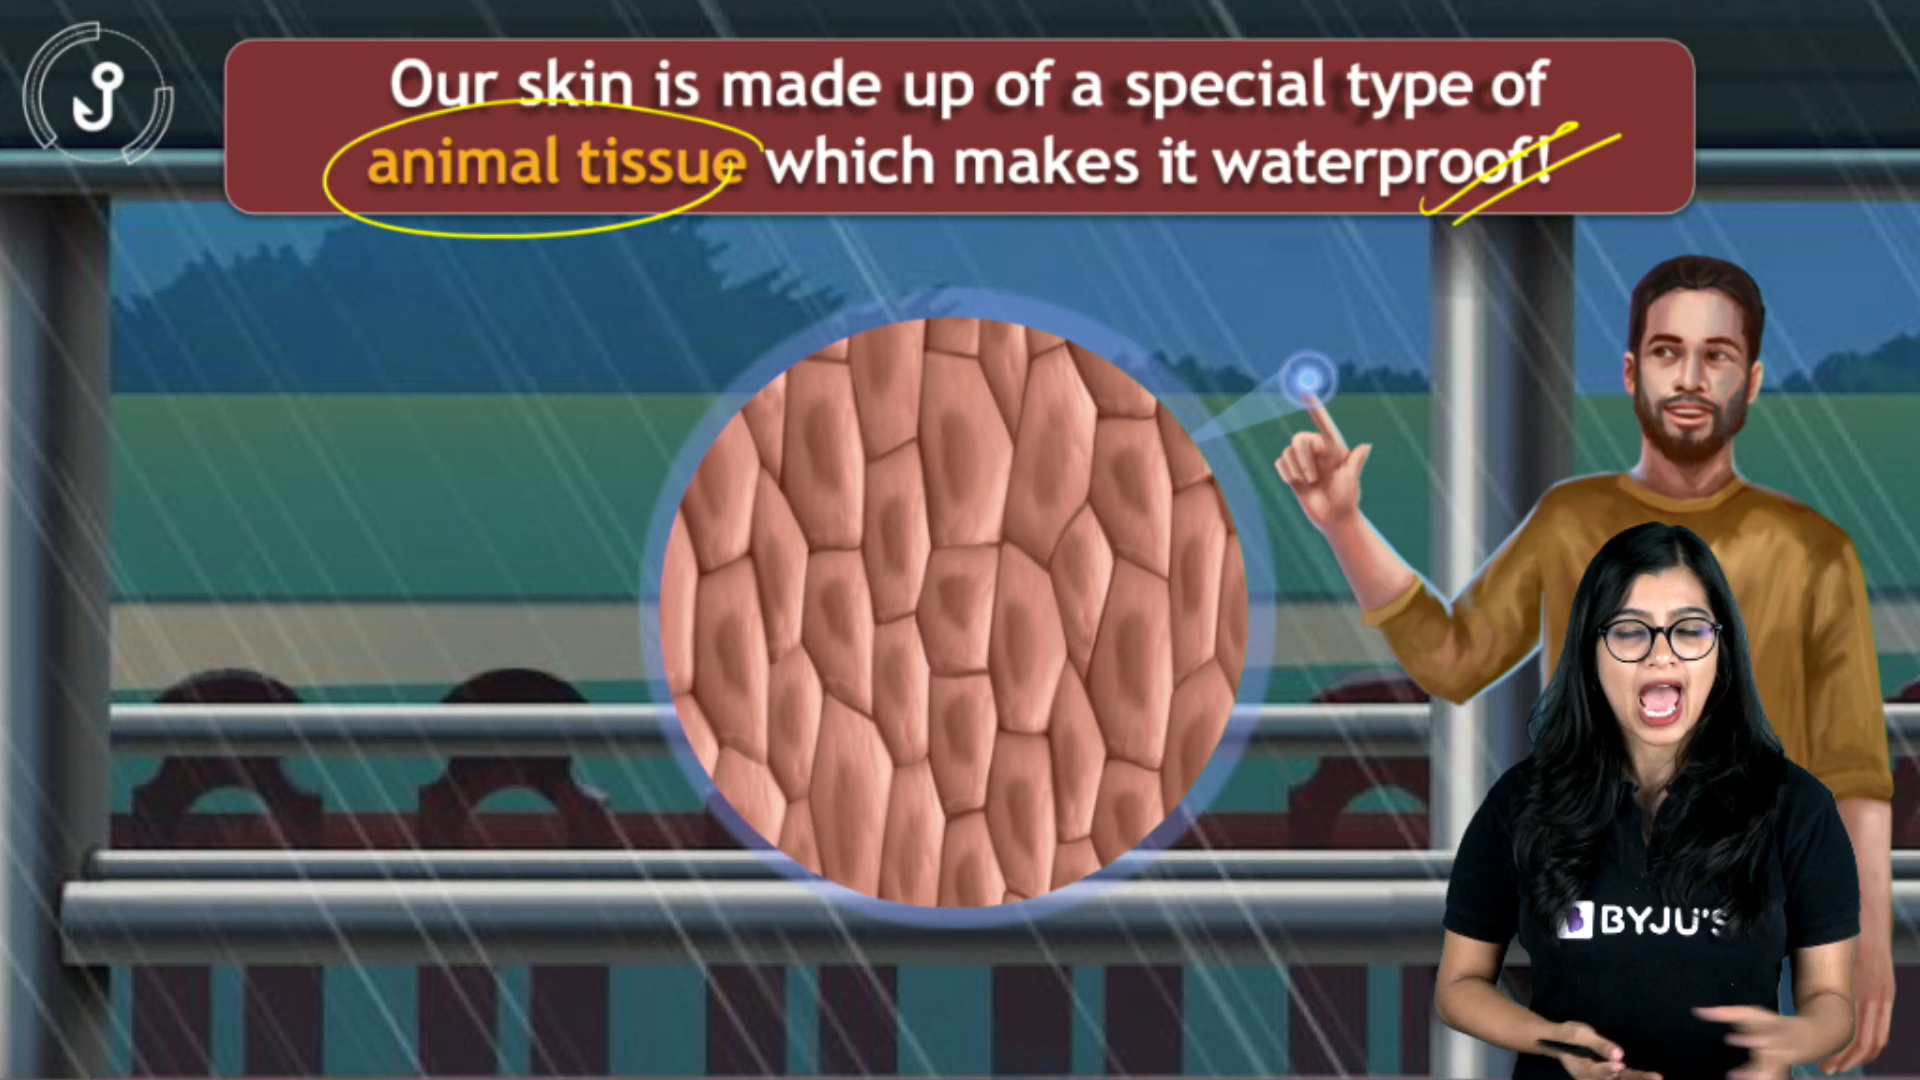 Our skin is made up of a special type of
animal tissue which makes it waterproof!
BYJU'S